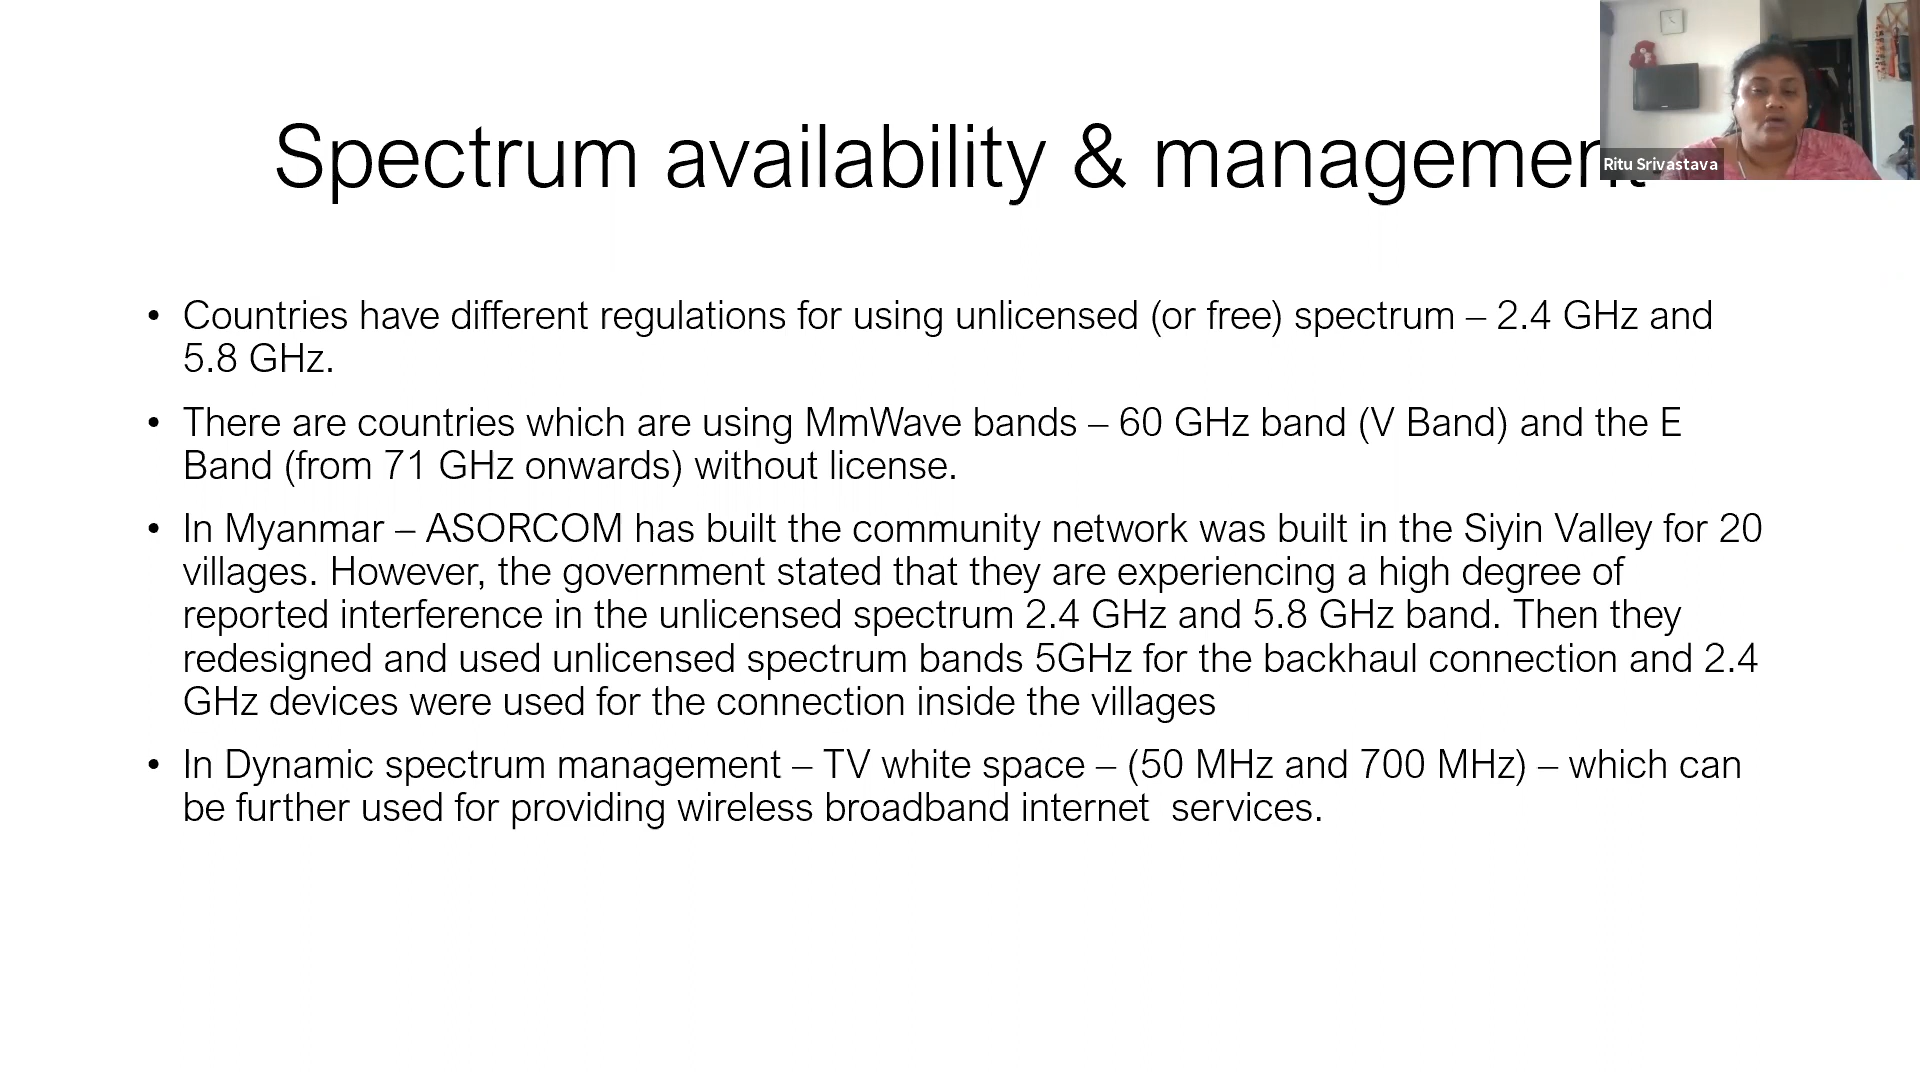 Spectrum availability & management
Ritu Srivastava
• Countries have different regulations for using unlicensed (or free) spectrum – 2.4 GHz and
5.8 GHz.
• There are countries which are using MmWave bands – 60 GHz band (V Band) and the E
Band (from 71 GHz onwards) without license.
• In Myanmar – ASORCOM has built the community network was built in the Siyin Valley for 20
villages. However, the government stated that they are experiencing a high degree of
reported interference in the unlicensed spectrum 2.4 GHz and 5.8 GHz band. Then they
redesigned and used unlicensed spectrum bands 5GHz for the backhaul connection and 2.4
GHz devices were used for the connection inside the villages
• In Dynamic spectrum management – TV white space – (50 MHz and 700 MHz) – which can
be further used for providing wireless broadband internet  services.